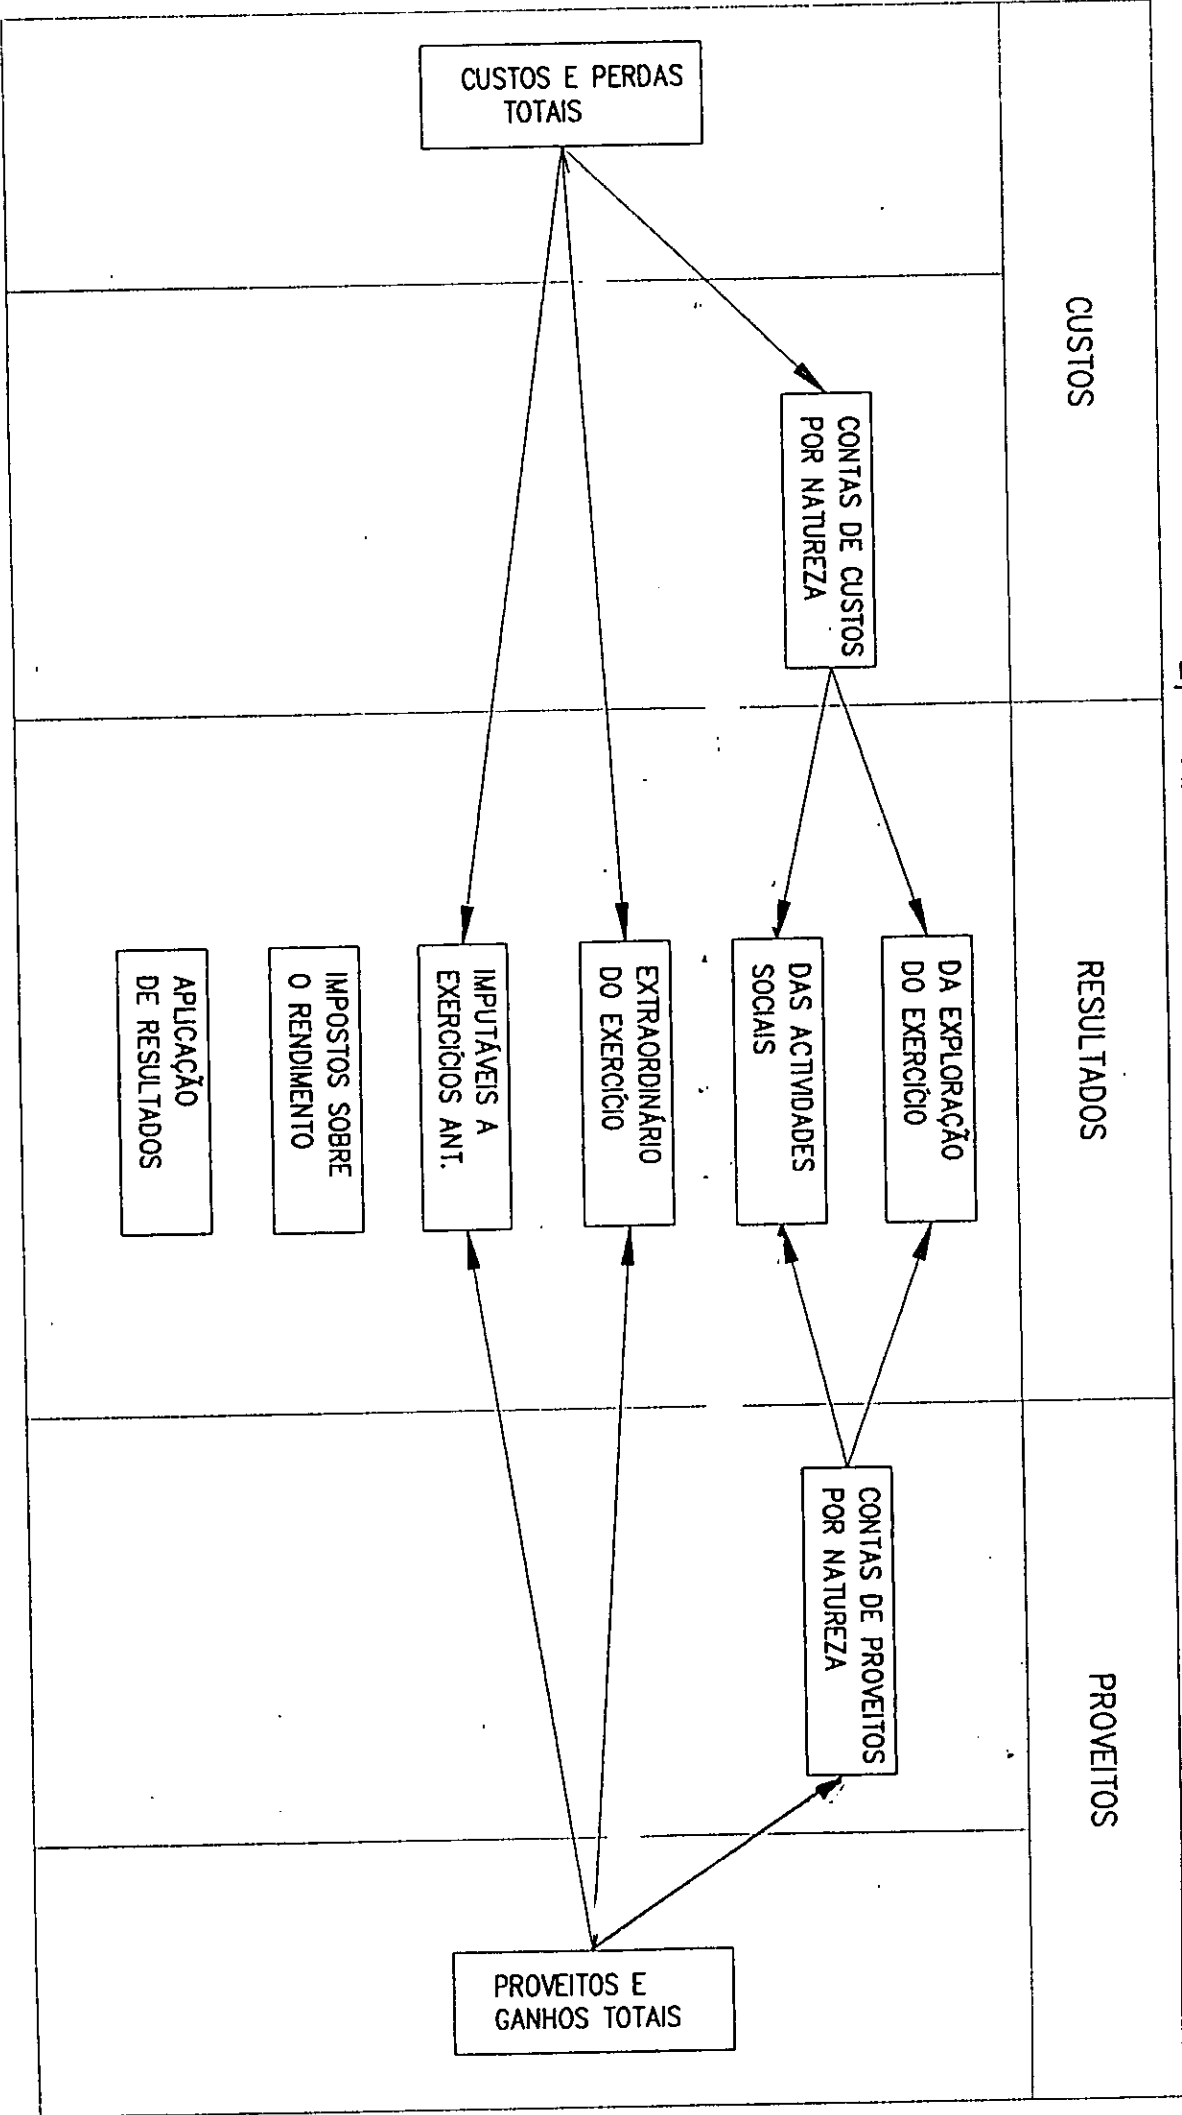 CUSTOS
RESULTADOS
PROVEITOS
CUSTOS E PERDAS
TOTAIS
CONTAS DE CUSTOS
POR NATUREZA
DA EXPLORAÇÃO
DO EXERCÍCIO
DAS ACTIVIDADES
SOCIAIS
EXTRAORDINÁRIO
DO EXERCÍCIO
IMPUTÁVEIS A
EXERCÍCIOS ANT.
IMPOSTOS SOBRE
O RENDIMENTO
APLICAÇÃO
DE RESULTADOS
CONTAS DE PROVEITOS
POR NATUREZA
PROVEITOS E
GANHOS TOTAIS